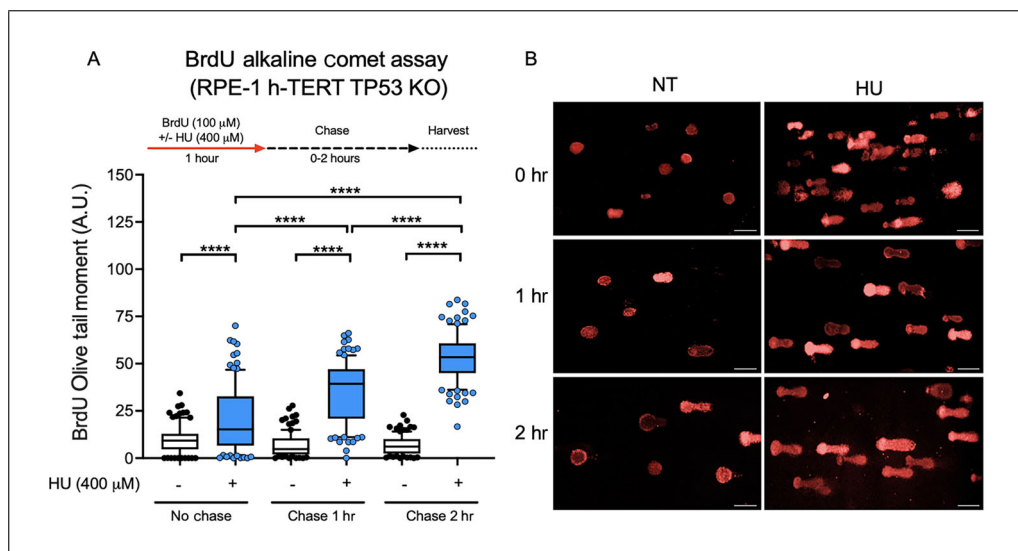 A
BrdU alkaline comet assay
(RPE-1 h-TERT TP53 KO)
BrdU (100 µM)
+/- HU (400 µM)
Chase
Harvest
1 hour
0-2 hours
BrdU Olive tail moment (A.U.)
150
125
100
75
50
25
0
****
****
****
****
****
****
HU (400 µM)
- + - + - +
No chase
Chase 1 hr
Chase 2 hr
B
NT
HU
0 hr
1 hr
2 hr